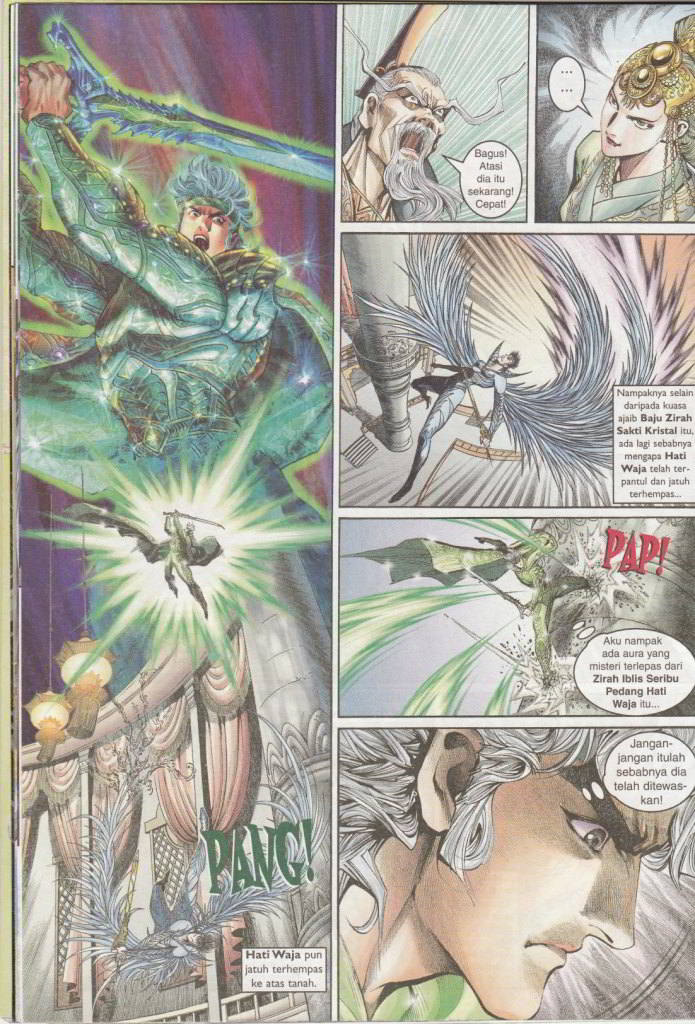 PANG!
Hati Waja pun
jatuh terhempas
ke atas tanah.
Bagus!
Atasi
dia itu
sekarang!
Cepat!
...
...
Nampaknya selain
daripada kuasa
ajaib Baju Zirah
Sakti Kristal itu,
ada lagi sebabnya
mengapa Hati
Waja telah ter-
pantul dan jatuh
terhempas...
PAP!
Aku nampak
ada aura yang
misteri terlepas dari
Zirah Iblis Seribu
Pedang Hati
Waja itu...
Jangan-
jangan itulah
sebabnya dia
telah ditewas-
kan!